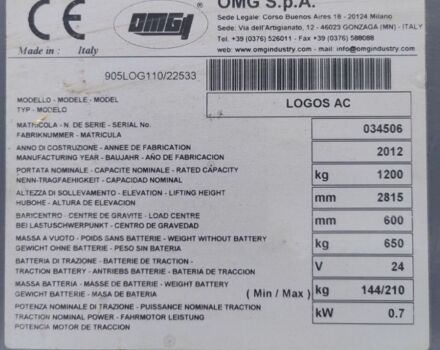 CE OMG OMG S.p.A.
Sede Legale: Corso Buenos Aires 18 - 20124 Milano
Sede: Via dell'Artigianato, 12 - 46023 GONZAGA (MN) - ITALY
Tel. +39 (0)376 526011 - Fax +39 (0)376 588088
Made in: Italy www.omgindustry.com - mail: info@omgindustry.com
905LOG110/22533
MODELLO - MODELE - MODEL
TYP - MODELO LOGOS AC
MATRICOLA - N. DE SERIE - SERIAL No.
FABRIKNUMMER - MATRICULA 034506
ANNO DI COSTRUZIONE - ANNEE DE FABRICATION
MANUFACTURING YEAR - BAUJAHR - AÑO DE FABRICACION 2012
PORTATA NOMINALE - CAPACITE NOMINALE - RATED CAPACITY
NENN-TRAGFAEHIGKEIT - CAPACIDAD NOMINAL kg 1200
ALTEZZA DI SOLLEVAMENTO - ELEVATION - LIFTING HEIGHT
HUBOHE - ALTURA DE ELEVACION mm 2815
BARICENTRO - CENTRE DE GRAVITE - LOAD CENTRE
BEI LASTUSCHWERPUNKT - CENTRO DE GRAVEDAD mm 600
MASSA A VUOTO - POIDS SANS BATTERIE - WEIGHT WITHOUT BATTERY
GEWICHT OHNE BATTERIE - PESO SIN BATERIA kg 650
BATTERIA DI TRAZIONE - BATTERIE DE TRACTION -
TRACTION BATTERY - ANTRIEBS BATTERIE - BATERIA DE TRACCION V 24
MASSA BATTERIA - MASSE DE BATTERIE - WEIGHT BATTERY
GEWICHT BATTERIE - MASA DE BATERIA ( Min / Max ) kg 144/210
POTENZA NOMINALE DI TRAZIONE - PUISSANCE NOMINALE TRACTION
TRACTION NOMINAL POWER - FAHRMOTOR LEISTUNG kW 0.7
POTENCIA MOTOR DE TRACCION